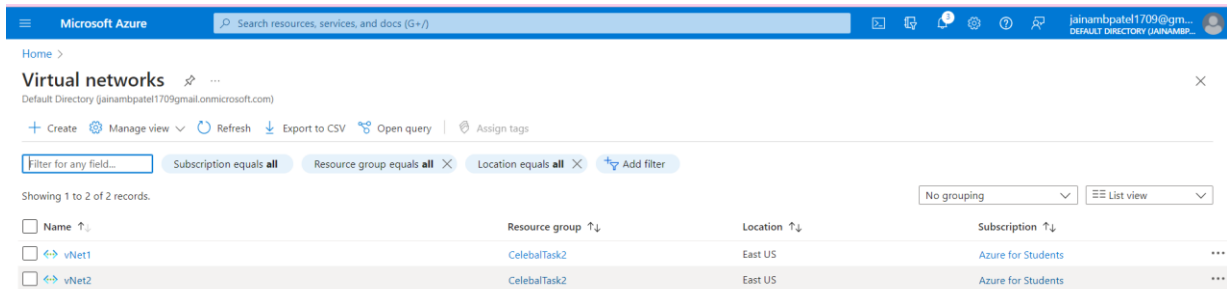 Microsoft Azure Search resources, services, and docs (G+/) 3 jainambpatel1709@gm...
DEFAULT DIRECTORY (JAINAMBP...
Home >
Virtual networks ...
Default Directory (jainambpatel1709gmail.onmicrosoft.com)
+ Create Manage view Refresh Export to CSV Open query Assign tags
Filter for any field... Subscription equals all Resource group equals all Location equals all Add filter
Showing 1 to 2 of 2 records. No grouping List view
Name ↑↓ Resource group ↑↓ Location ↑↓ Subscription ↑↓
vNet1 CelebalTask2 East US Azure for Students ...
vNet2 CelebalTask2 East US Azure for Students ...